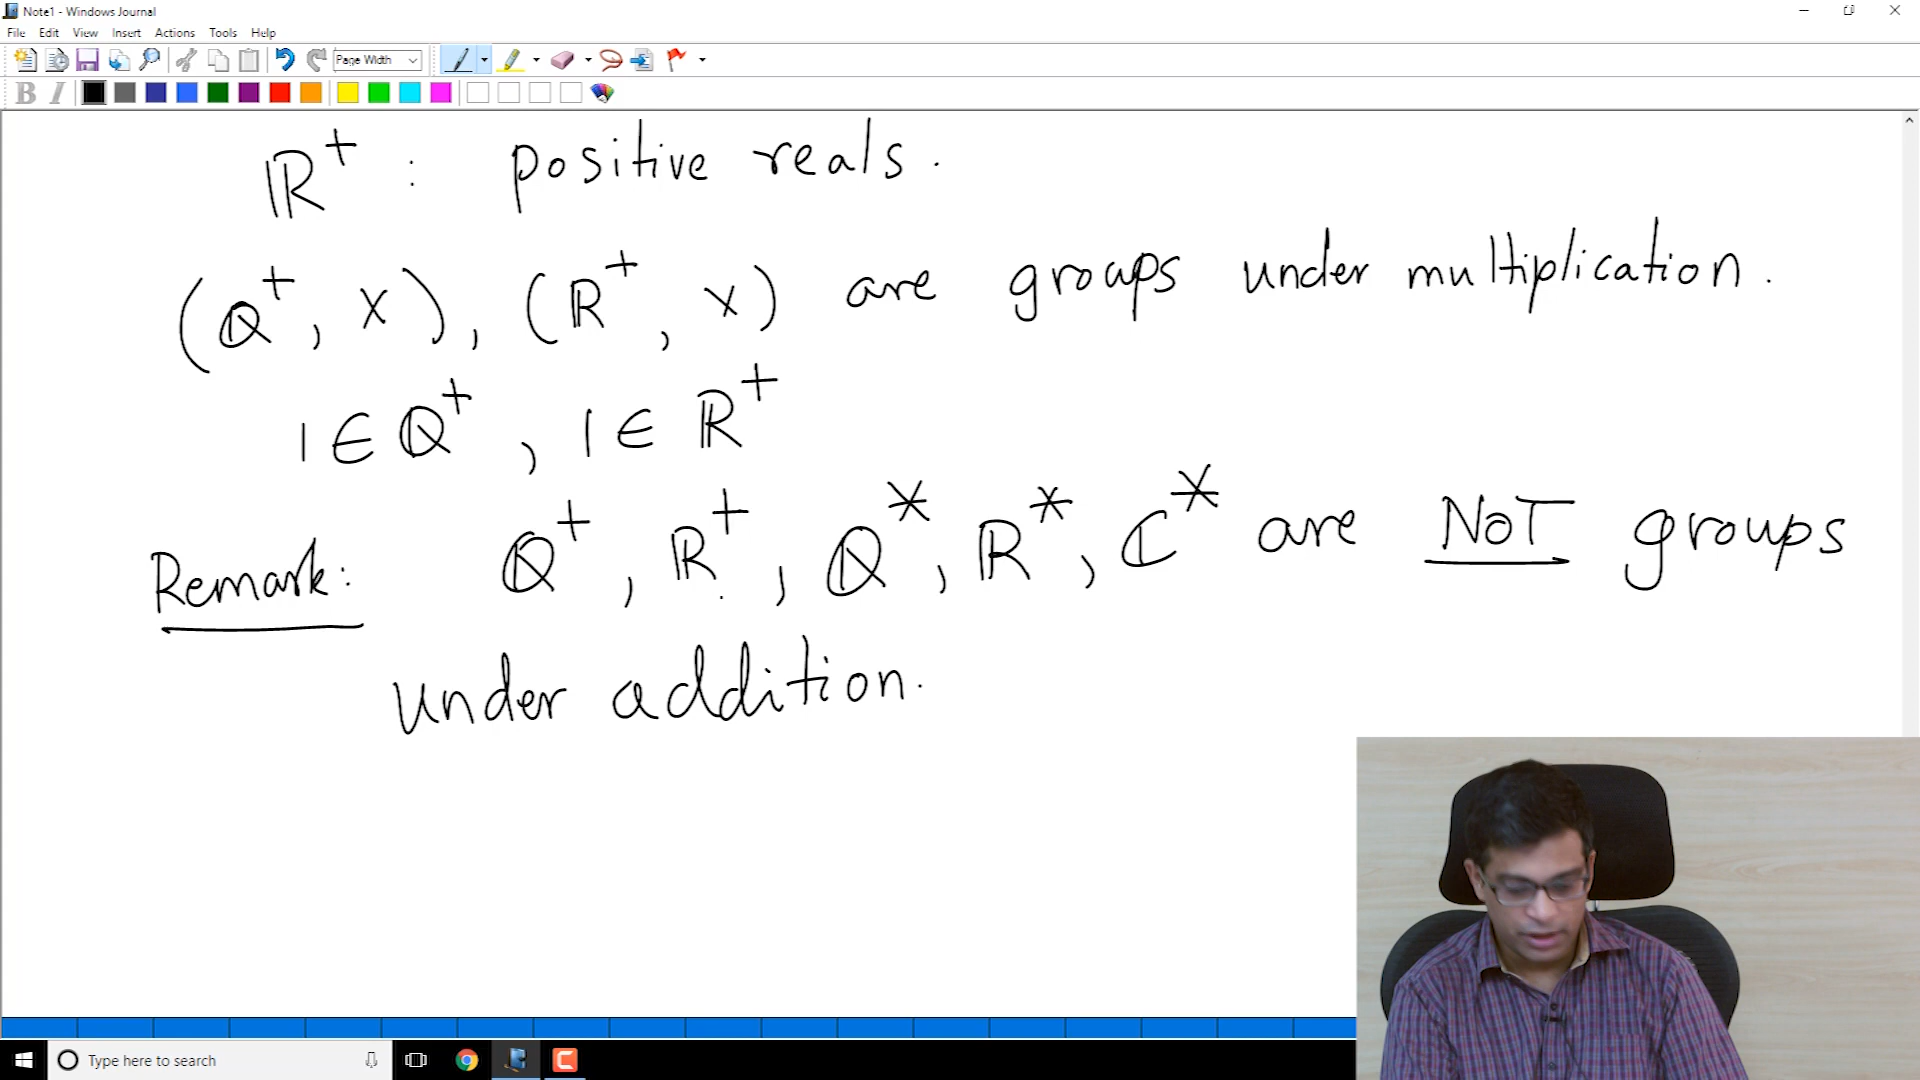 Note1 - Windows Journal
File Edit View Insert Actions Tools Help
Page Width
B I
ℝ⁺ : positive reals.
(ℚ⁺, ×), (ℝ⁺, ×) are groups under multiplication.
1 ∈ ℚ⁺, 1 ∈ ℝ⁺
Remark: ℚ⁺, ℝ⁺, ℚ*, ℝ*, ℂ* are NOT groups
under addition.
Type here to search